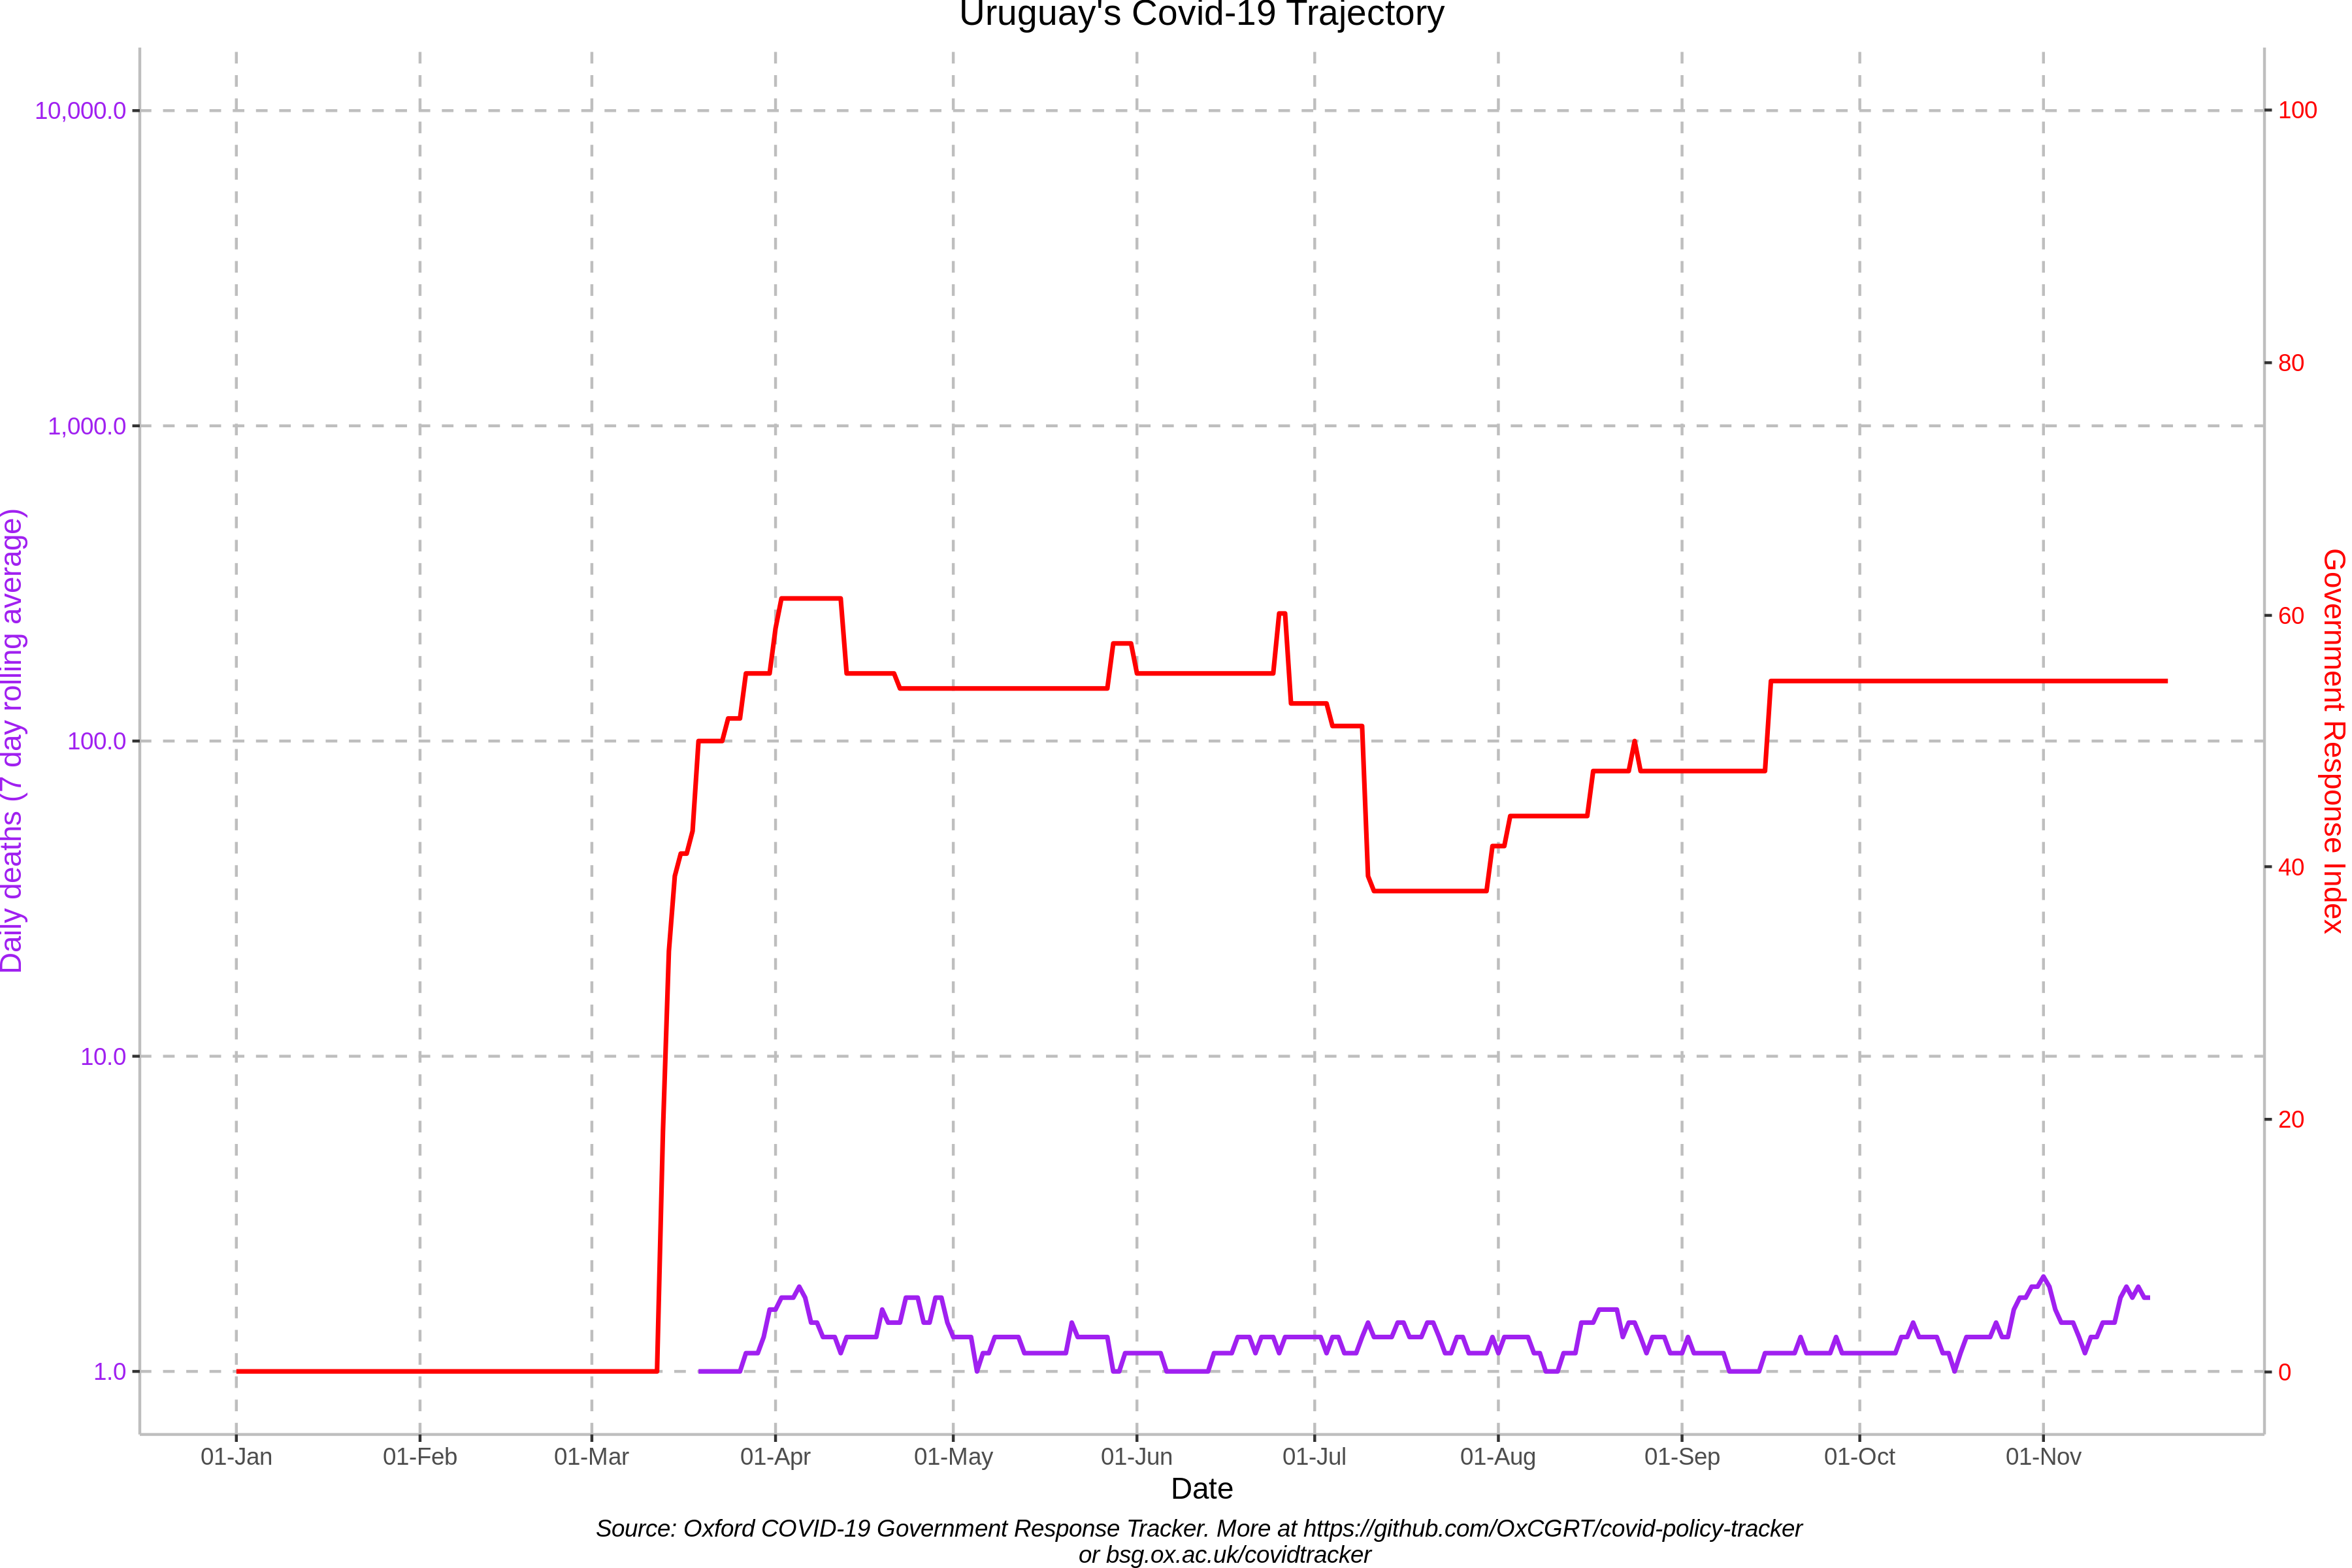 Uruguay's Covid-19 Trajectory
10,000.0
1,000.0
100.0
10.0
1.0
Daily deaths (7 day rolling average)
100
80
60
40
20
0
Government Response Index
01-Jan 01-Feb 01-Mar 01-Apr 01-May 01-Jun 01-Jul 01-Aug 01-Sep 01-Oct 01-Nov
Date
Source: Oxford COVID-19 Government Response Tracker. More at https://github.com/OxCGRT/covid-policy-tracker
or bsg.ox.ac.uk/covidtracker